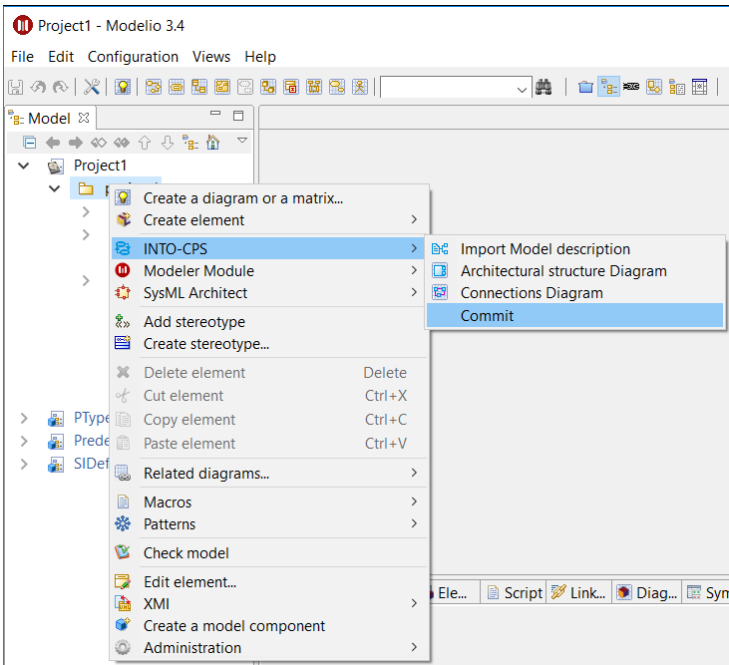 Project1 - Modelio 3.4
File Edit Configuration Views Help
Model
Project1
Create a diagram or a matrix...
Create element
INTO-CPS
Import Model description
Modeler Module
Architectural structure Diagram
SysML Architect
Connections Diagram
Add stereotype
Commit
Create stereotype...
Delete element Delete
Cut element Ctrl+X
PType
Copy element Ctrl+C
Prede
Paste element Ctrl+V
SIDef
Related diagrams...
Macros
Patterns
Check model
Edit element...
Ele... Script Link... Diag... Sym
XMI
Create a model component
Administration